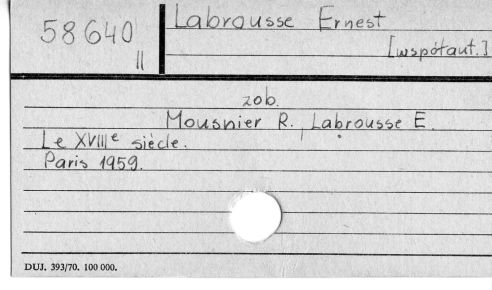 58640
II
Labrousse Ernest
[współaut.]
zob.
Mousnier R., Labrousse E.
Le XVIIIe siècle.
Paris 1959.
DUJ. 393/70. 100 000.